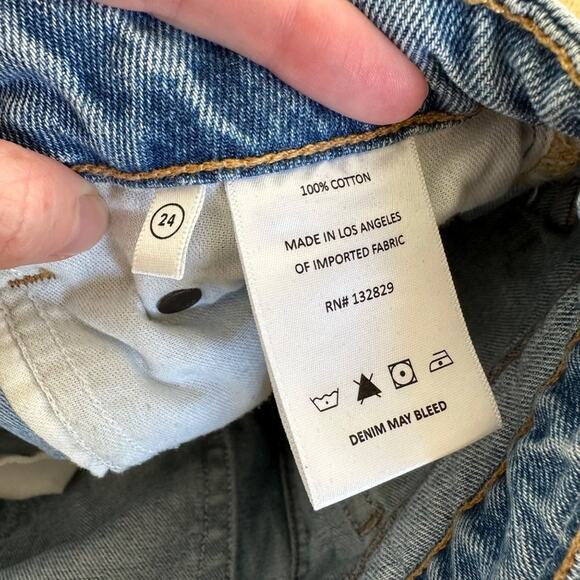 24
100% COTTON
MADE IN LOS ANGELES
OF IMPORTED FABRIC
RN# 132829
DENIM MAY BLEED